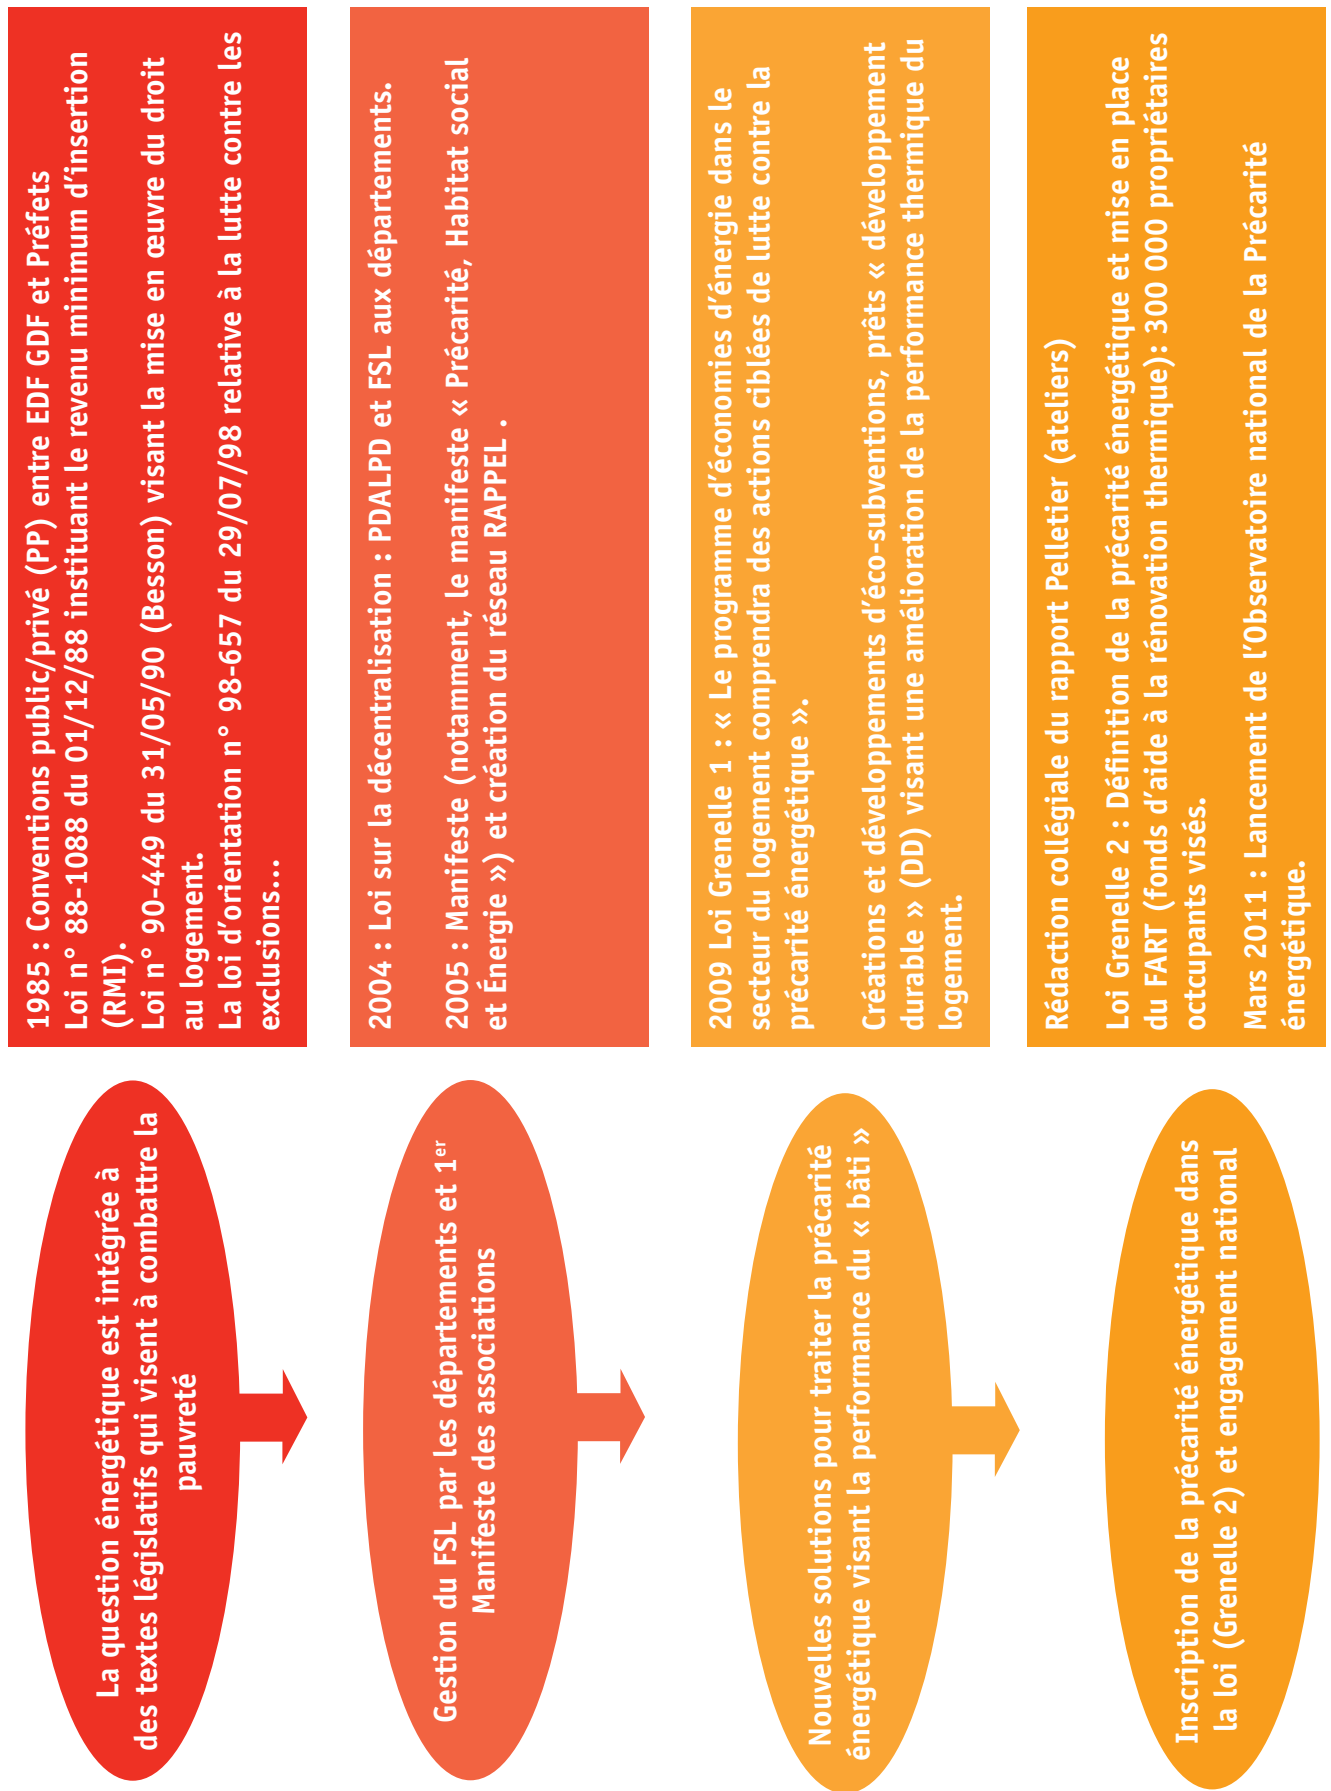 La question énergétique est intégrée à
des textes législatifs qui visent à combattre la
pauvreté
1985 : Conventions public/privé (PP) entre EDF GDF et Préfets
Loi n° 88-1088 du 01/12/88 instituant le revenu minimum d’insertion
(RMI).
Loi n° 90-449 du 31/05/90 (Besson) visant la mise en œuvre du droit
au logement.
La loi d’orientation n° 98-657 du 29/07/98 relative à la lutte contre les
exclusions...
Gestion du FSL par les départements et 1er
Manifeste des associations
2004 : Loi sur la décentralisation : PDALPD et FSL aux départements.
2005 : Manifeste (notamment, le manifeste « Précarité, Habitat social
et Énergie ») et création du réseau RAPPEL .
Nouvelles solutions pour traiter la précarité
énergétique visant la performance du « bâti »
2009 Loi Grenelle 1 : « Le programme d’économies d’énergie dans le
secteur du logement comprendra des actions ciblées de lutte contre la
précarité énergétique ».
Créations et développements d’éco-subventions, prêts « développement
durable » (DD) visant une amélioration de la performance thermique du
logement.
Inscription de la précarité énergétique dans
la loi (Grenelle 2) et engagement national
Rédaction collégiale du rapport Pelletier (ateliers)
Loi Grenelle 2 : Définition de la précarité énergétique et mise en place
du FART (fonds d’aide à la rénovation thermique): 300 000 propriétaires
octcupants visés.
Mars 2011 : Lancement de l’Observatoire national de la Précarité
énergétique.